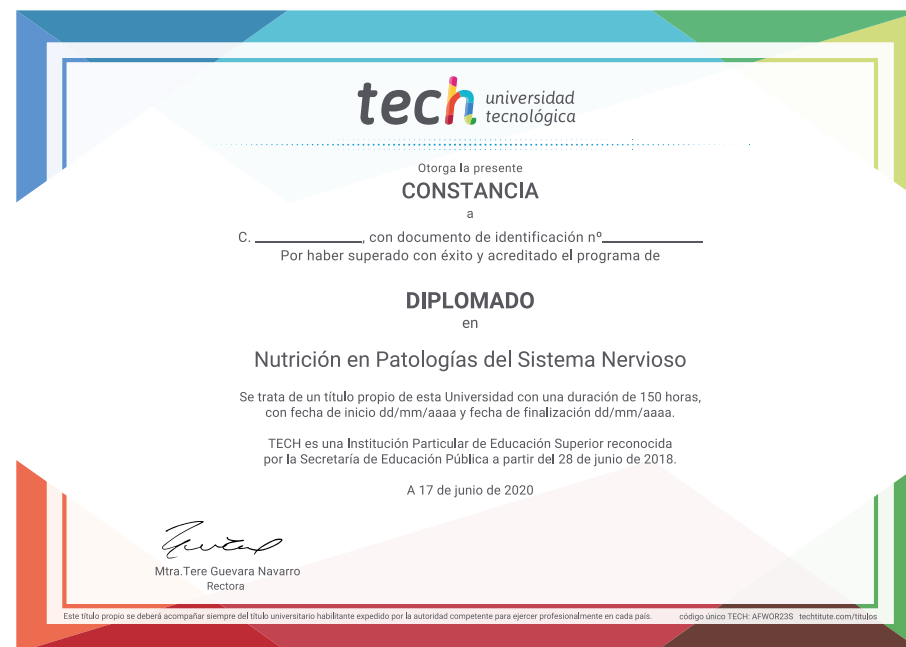 tech universidad
tecnológica
Otorga la presente
CONSTANCIA
a
C. ____________, con documento de identificación nº____________
Por haber superado con éxito y acreditado el programa de
DIPLOMADO
en
Nutrición en Patologías del Sistema Nervioso
Se trata de un título propio de esta Universidad con una duración de 150 horas,
con fecha de inicio dd/mm/aaaa y fecha de finalización dd/mm/aaaa.
TECH es una Institución Particular de Educación Superior reconocida
por la Secretaría de Educación Pública a partir del 28 de junio de 2018.
A 17 de junio de 2020
Mtra.Tere Guevara Navarro
Rectora
Este título propio se deberá acompañar siempre del título universitario habilitante expedido por la autoridad competente para ejercer profesionalmente en cada país. código único TECH: AFWOR23S techtitute.com/titulos